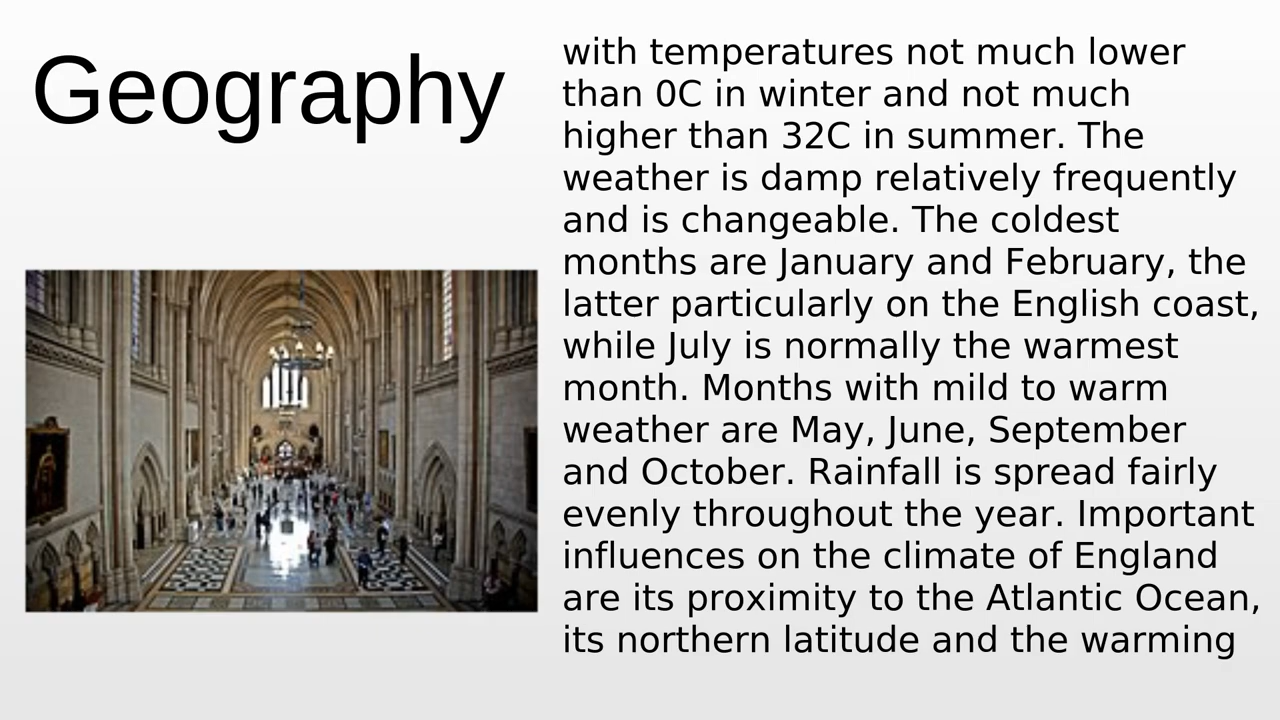 Geography
with temperatures not much lower
than 0C in winter and not much
higher than 32C in summer. The
weather is damp relatively frequently
and is changeable. The coldest
months are January and February, the
latter particularly on the English coast,
while July is normally the warmest
month. Months with mild to warm
weather are May, June, September
and October. Rainfall is spread fairly
evenly throughout the year. Important
influences on the climate of England
are its proximity to the Atlantic Ocean,
its northern latitude and the warming